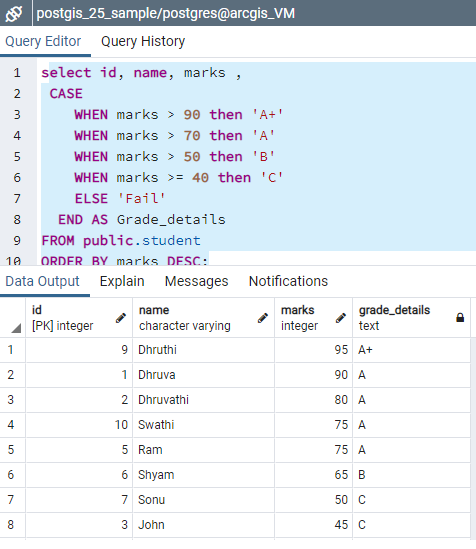 postgis_25_sample/postgres@arcgis_VM
Query Editor Query History
1 select id, name, marks ,
2 CASE
3 WHEN marks > 90 then 'A+'
4 WHEN marks > 70 then 'A'
5 WHEN marks > 50 then 'B'
6 WHEN marks >= 40 then 'C'
7 ELSE 'Fail'
8 END AS Grade_details
9 FROM public.student
10 ORDER BY marks DESC;
Data Output Explain Messages Notifications
id name marks grade_details
[PK] integer character varying integer text
1 9 Dhruthi 95 A+
2 1 Dhruva 90 A
3 2 Dhruvathi 80 A
4 10 Swathi 75 A
5 5 Ram 75 A
6 6 Shyam 65 B
7 7 Sonu 50 C
8 3 John 45 C